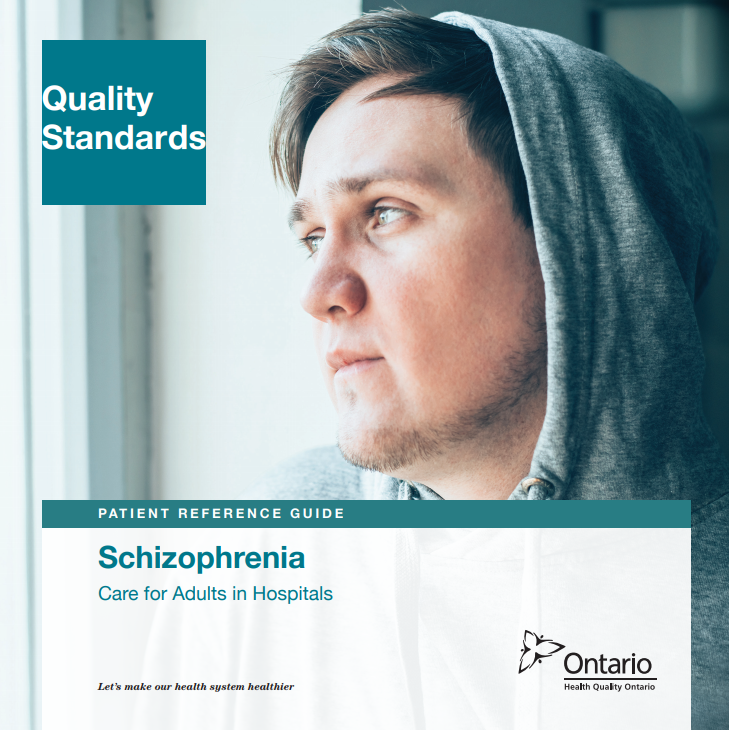 Quality
Standards
PATIENT REFERENCE GUIDE
Schizophrenia
Care for Adults in Hospitals
Let's make our health system healthier
Ontario
Health Quality Ontario